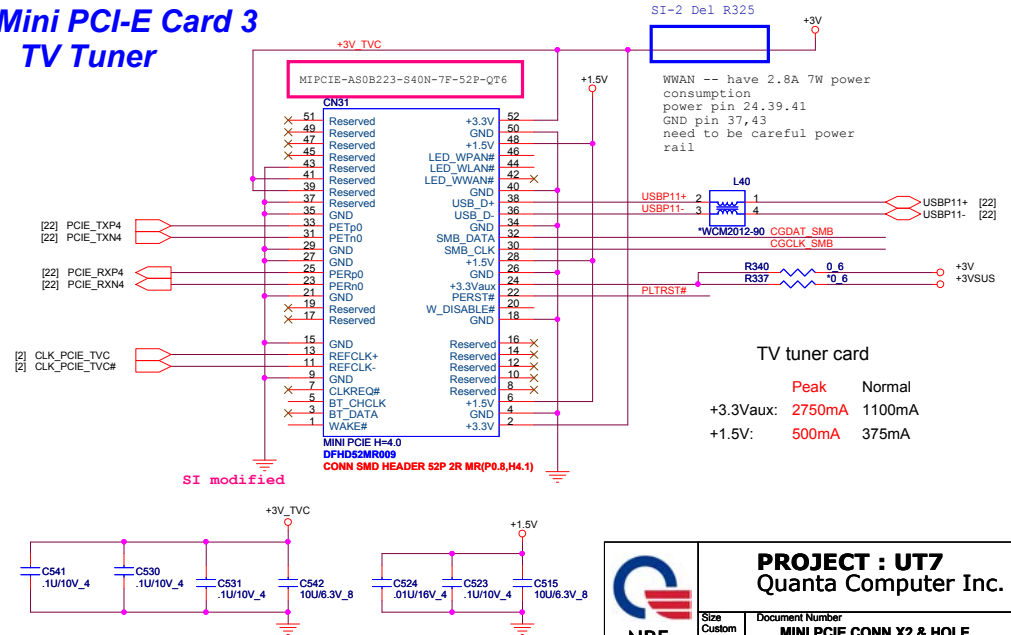 Mini PCI-E Card 3
TV Tuner
SI-2 Del R325
+3V
+3V_TVC
MIPCIE-AS0B223-S40N-7F-52P-QT6
+1.5V
WWAN -- have 2.8A 7W power
consumption
power pin 24.39.41
GND pin 37,43
need to be careful power
rail
CN31
51 Reserved +3.3V 52
49 Reserved GND 50
47 Reserved +1.5V 48
45 Reserved LED_WPAN# 46
43 Reserved LED_WLAN# 44
41 Reserved LED_WWAN# 42
39 Reserved GND 40
37 Reserved USB_D+ 38
35 GND USB_D- 36
33 PETp0 GND 34
31 PETn0 SMB_DATA 32
29 GND SMB_CLK 30
27 GND +1.5V 28
25 PERp0 GND 26
23 PERn0 +3.3Vaux 24
21 GND PERST# 22
19 Reserved W_DISABLE# 20
17 Reserved GND 18
15 GND Reserved 16
13 REFCLK+ Reserved 14
11 REFCLK- Reserved 12
9 GND Reserved 10
7 CLKREQ# Reserved 8
5 BT_CHCLK +1.5V 6
3 BT_DATA GND 4
1 WAKE# +3.3V 2
MINI PCIE H=4.0
DFHD52MR009
CONN SMD HEADER 52P 2R MR(P0.8,H4.1)
[22] PCIE_TXP4
[22] PCIE_TXN4
[22] PCIE_RXP4
[22] PCIE_RXN4
[2] CLK_PCIE_TVC
[2] CLK_PCIE_TVC#
L40
USBP11+ 2 1 USBP11+ [22]
USBP11- 3 4 USBP11- [22]
*WCM2012-90
CGDAT_SMB
CGCLK_SMB
R340 0_6 +3V
R337 *0_6 +3VSUS
PLTRST#
TV tuner card
Peak Normal
+3.3Vaux: 2750mA 1100mA
+1.5V: 500mA 375mA
SI modified
+3V_TVC
C541
.1U/10V_4
C530
.1U/10V_4
C531
.1U/10V_4
C542
10U/6.3V_8
+1.5V
C524
.01U/16V_4
C523
.1U/10V_4
C515
10U/6.3V_8
PROJECT : UT7
Quanta Computer Inc.
Size
Custom
Document Number
MINI PCIE CONN X2 & HOLE